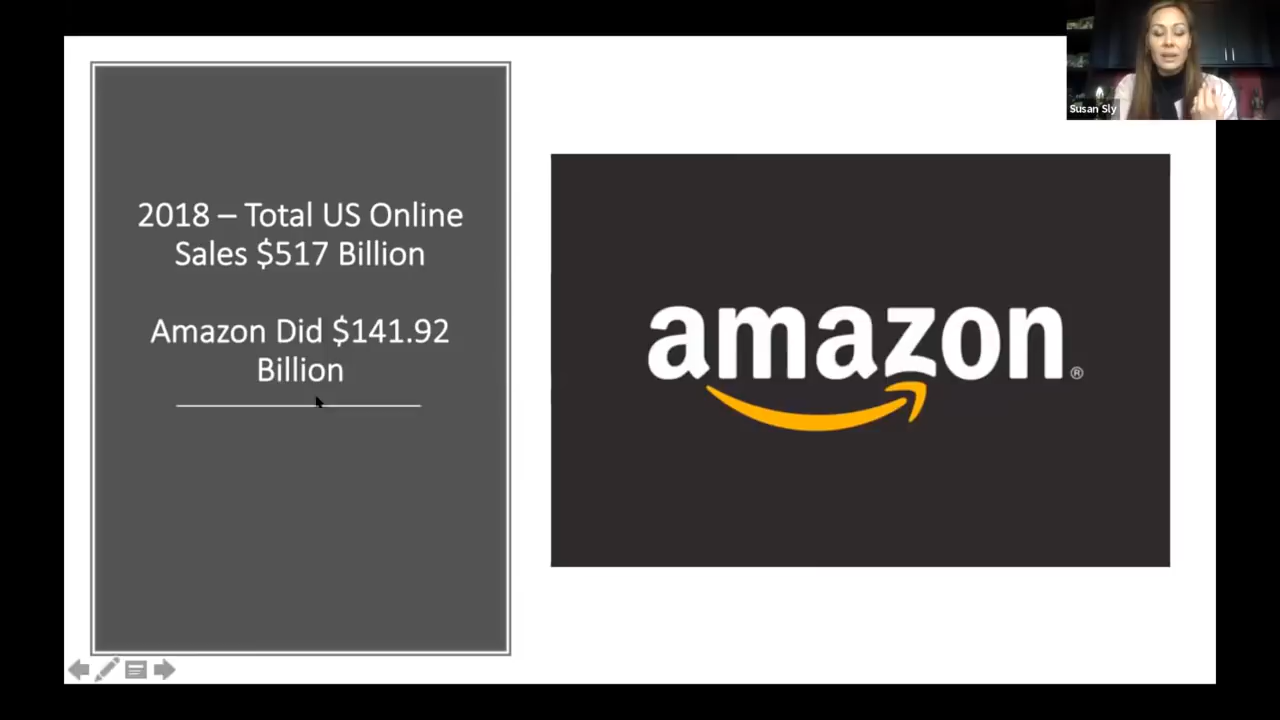 Susan Sly
2018 – Total US Online
Sales $517 Billion
Amazon Did $141.92
Billion
amazon®